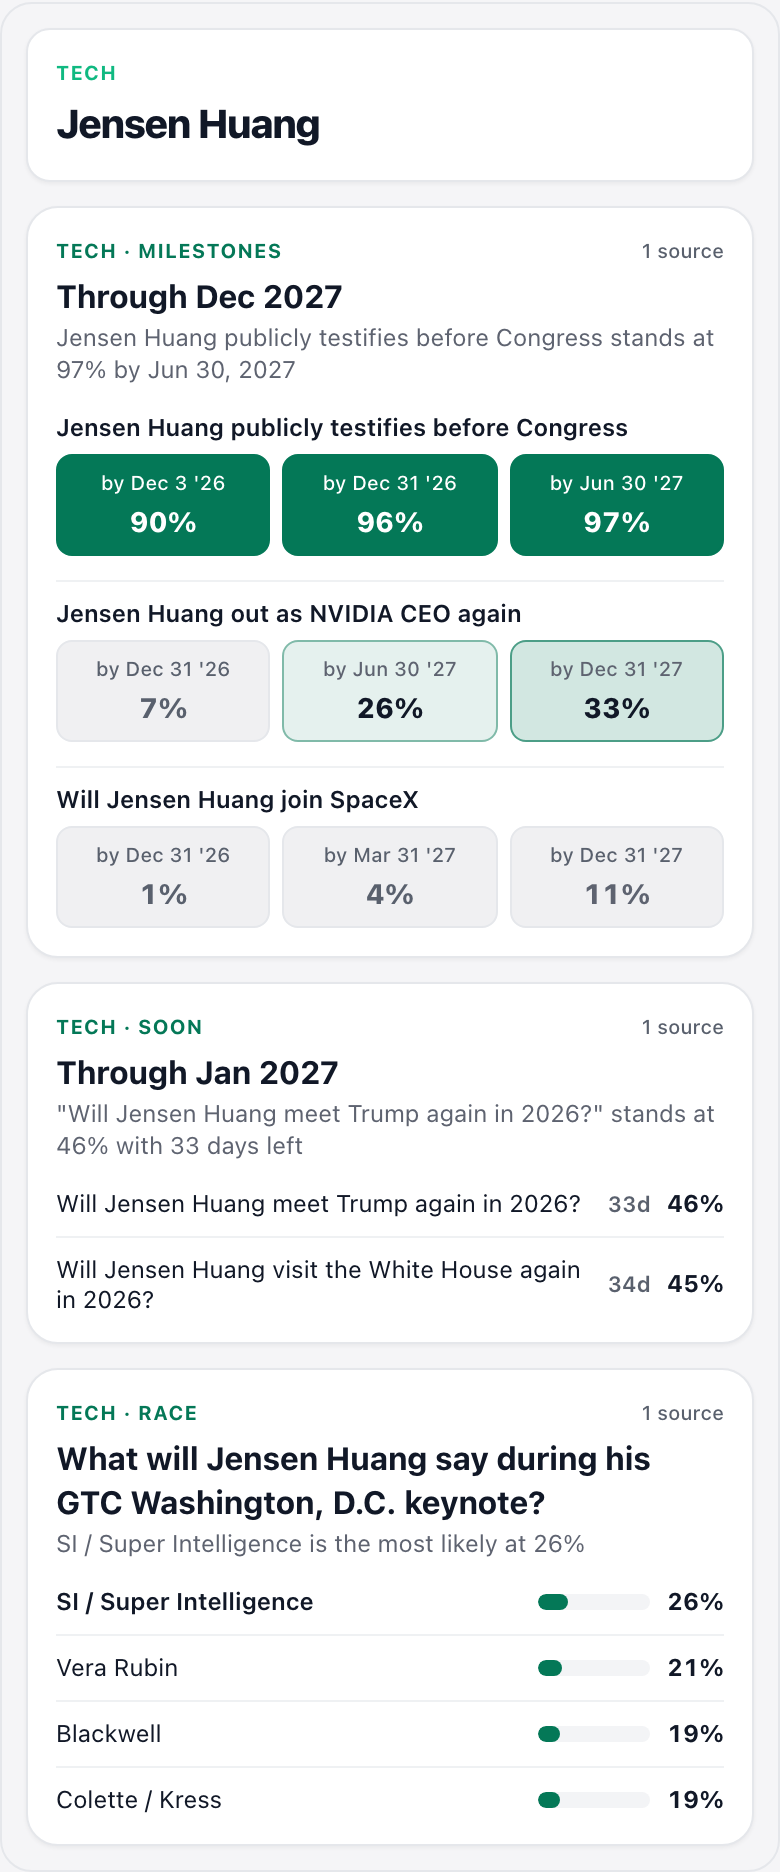 TECH
Jensen Huang
TECH · MILESTONES
1 source
Through Dec 2027
Jensen Huang publicly testifies before Congress stands at
97% by Jun 30, 2027
Jensen Huang publicly testifies before Congress
by Dec 3 '26
90%
by Dec 31 '26
96%
by Jun 30 '27
97%
Jensen Huang out as NVIDIA CEO again
by Dec 31 '26
7%
by Jun 30 '27
26%
by Dec 31 '27
33%
Will Jensen Huang join SpaceX
by Dec 31 '26
1%
by Mar 31 '27
4%
by Dec 31 '27
11%
TECH · SOON
1 source
Through Jan 2027
"Will Jensen Huang meet Trump again in 2026?" stands at
46% with 33 days left
Will Jensen Huang meet Trump again in 2026? 33d 46%
Will Jensen Huang visit the White House again
in 2026?
34d 45%
TECH · RACE
1 source
What will Jensen Huang say during his
GTC Washington, D.C. keynote?
SI / Super Intelligence is the most likely at 26%
SI / Super Intelligence 26%
Vera Rubin 21%
Blackwell 19%
Colette / Kress 19%